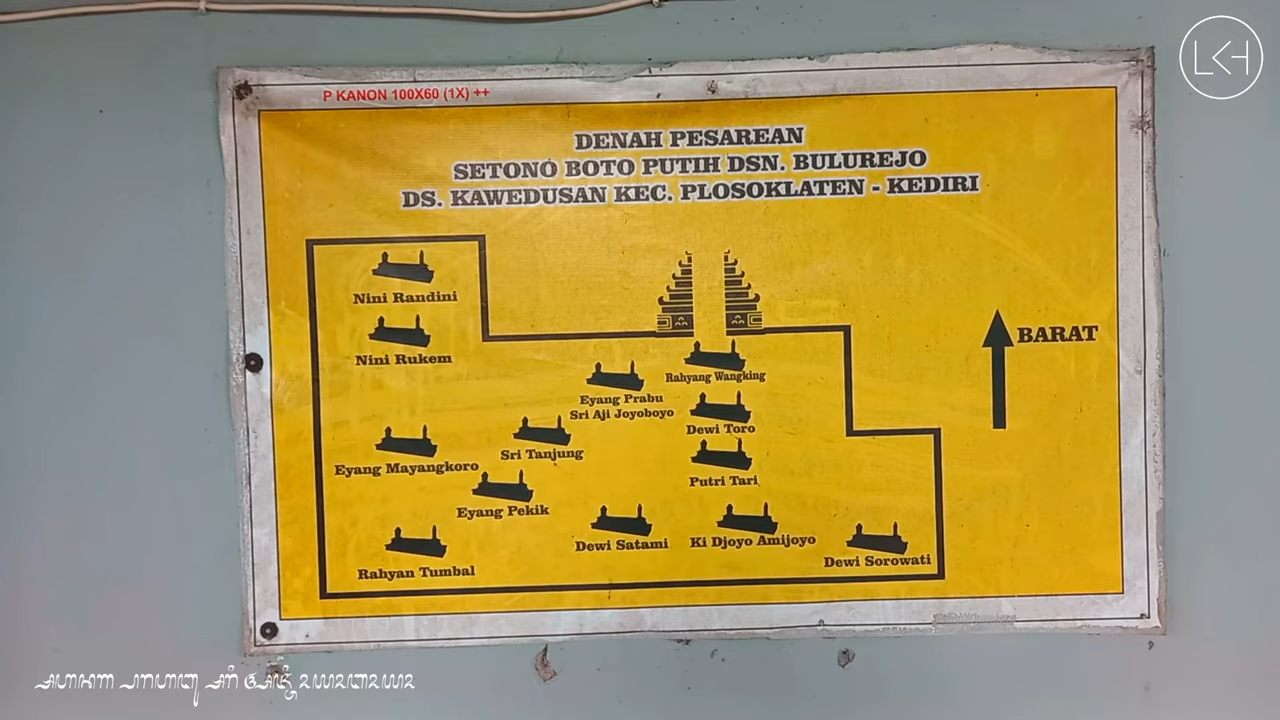 LKH
P KANON 100X60 (1X) ++
DENAH PESAREAN
SETONO BOTO PUTIH DSN. BULUREJO
DS. KAWEDUSAN KEC. PLOSOKLATEN - KEDIRI
Nini Randini
Nini Rukem
Rahyang Wangking
Eyang Prabu
Sri Aji Joyoboyo
Dewi Toro
BARAT
Eyang Mayangkoro
Sri Tanjung
Putri Tari
Eyang Pekik
Dewi Satami
Ki Djoyo Amijoyo
Dewi Sorowati
Rahyan Tumbal